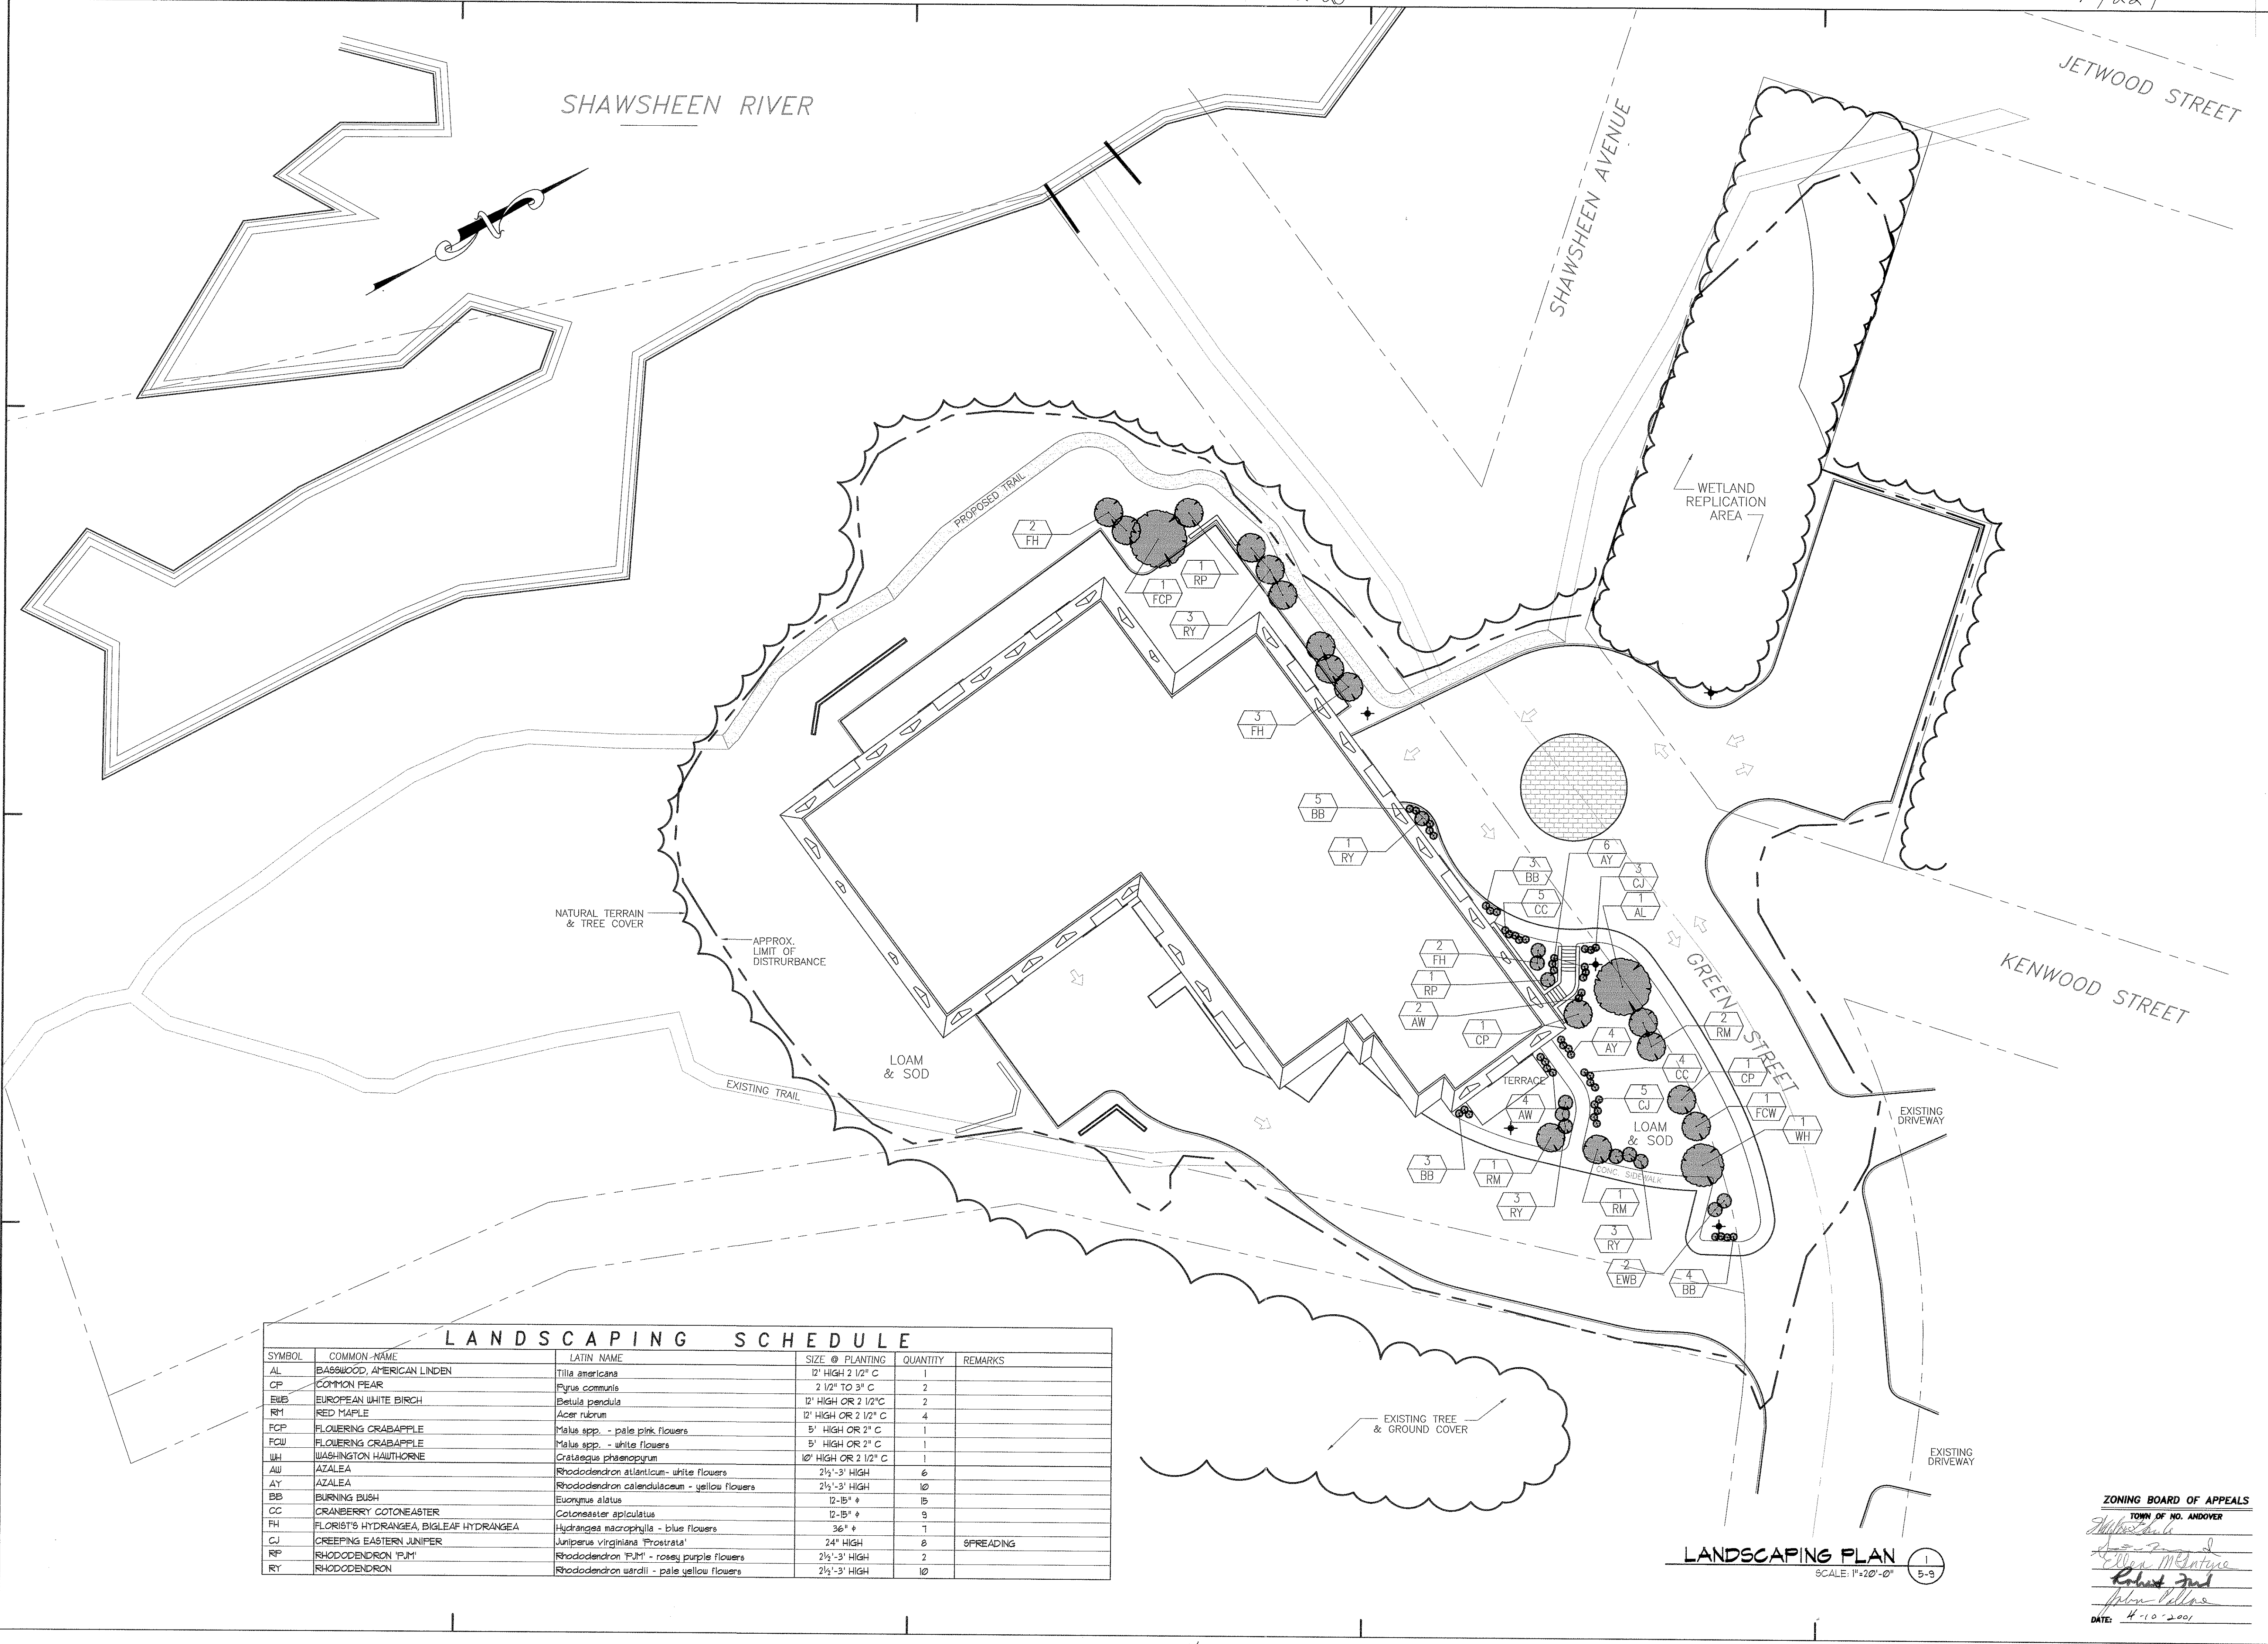 SHAWSHEEN RIVER
SHAWSHEEN AVENUE
JETWOOD STREET
WETLAND
REPLICATION
AREA
PROPOSED TRAIL
2
FH
1
RP
1
FCP
3
RY
3
FH
5
BB
1
RY
6
AY
3
BB
3
CJ
5
CC
1
AL
2
FH
1
RP
2
AW
1
CP
GREEN STREET
KENWOOD STREET
2
RM
4
AY
4
CC
1
CP
5
CJ
1
FCW
1
WH
TERRACE
4
AW
LOAM
& SOD
CONC. SIDEWALK
3
BB
1
RM
3
RY
1
RM
3
RY
2
EWB
4
BB
NATURAL TERRAIN
& TREE COVER
APPROX.
LIMIT OF
DISTRURBANCE
LOAM
& SOD
EXISTING TRAIL
EXISTING
DRIVEWAY
EXISTING TREE
& GROUND COVER
EXISTING
DRIVEWAY
LANDSCAPING SCHEDULE
SYMBOL COMMON NAME LATIN NAME SIZE @ PLANTING QUANTITY REMARKS
AL BASSWOOD, AMERICAN LINDEN Tilia americana 12' HIGH 2 1/2" C 1
CP COMMON PEAR Pyrus communis 2 1/2" TO 3" C 2
EWB EUROPEAN WHITE BIRCH Betula pendula 12' HIGH OR 2 1/2"C 2
RM RED MAPLE Acer rubrum 12' HIGH OR 2 1/2" C 4
FCP FLOWERING CRABAPPLE Malus spp. - pale pink flowers 5' HIGH OR 2" C 1
FCW FLOWERING CRABAPPLE Malus spp. - white flowers 5' HIGH OR 2" C 1
WH WASHINGTON HAWTHORNE Crataegus phaenopyrum 10' HIGH OR 2 1/2" C 1
AW AZALEA Rhododendron atlanticum- white flowers 2½'-3' HIGH 6
AY AZALEA Rhododendron calendulaceum - yellow flowers 2½'-3' HIGH 10
BB BURNING BUSH Euonymus alatus 12-15" ɸ 15
CC CRANBERRY COTONEASTER Cotoneaster apiculatus 12-15" ɸ 9
FH FLORIST'S HYDRANGEA, BIGLEAF HYDRANGEA Hydrangea macrophylla - blue flowers 36" ɸ 7
CJ CREEPING EASTERN JUNIPER Juniperus virginiana 'Prostrata' 24" HIGH 8 SPREADING
RP RHODODENDRON 'PJM' Rhododendron 'PJM' - rosey purple flowers 2½'-3' HIGH 2
RY RHODODENDRON Rhododendron wardii - pale yellow flowers 2½'-3' HIGH 10
LANDSCAPING PLAN 1
5-9
SCALE: 1"=20'-0"
ZONING BOARD OF APPEALS
TOWN OF NO. ANDOVER
Ellen McIntyre
Robert Ford
DATE: 4-10-2001